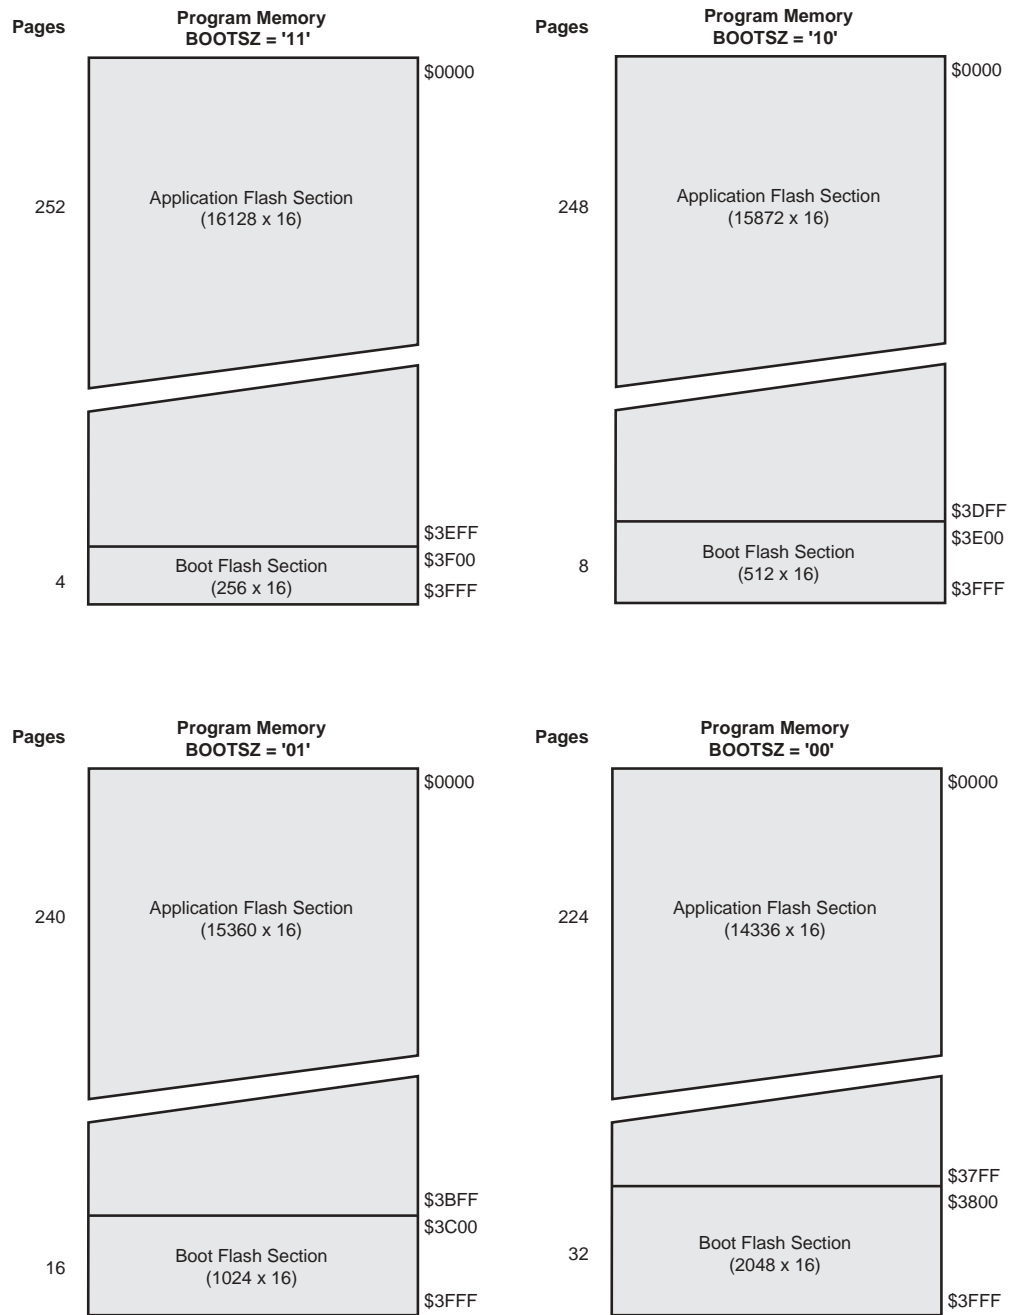 Pages
Program Memory
BOOTSZ = '11'
$0000
252
Application Flash Section
(16128 x 16)
$3EFF
$3F00
4
Boot Flash Section
(256 x 16)
$3FFF
Pages
Program Memory
BOOTSZ = '10'
$0000
248
Application Flash Section
(15872 x 16)
$3DFF
$3E00
8
Boot Flash Section
(512 x 16)
$3FFF
Pages
Program Memory
BOOTSZ = '01'
$0000
240
Application Flash Section
(15360 x 16)
$3BFF
$3C00
16
Boot Flash Section
(1024 x 16)
$3FFF
Pages
Program Memory
BOOTSZ = '00'
$0000
224
Application Flash Section
(14336 x 16)
$37FF
$3800
32
Boot Flash Section
(2048 x 16)
$3FFF